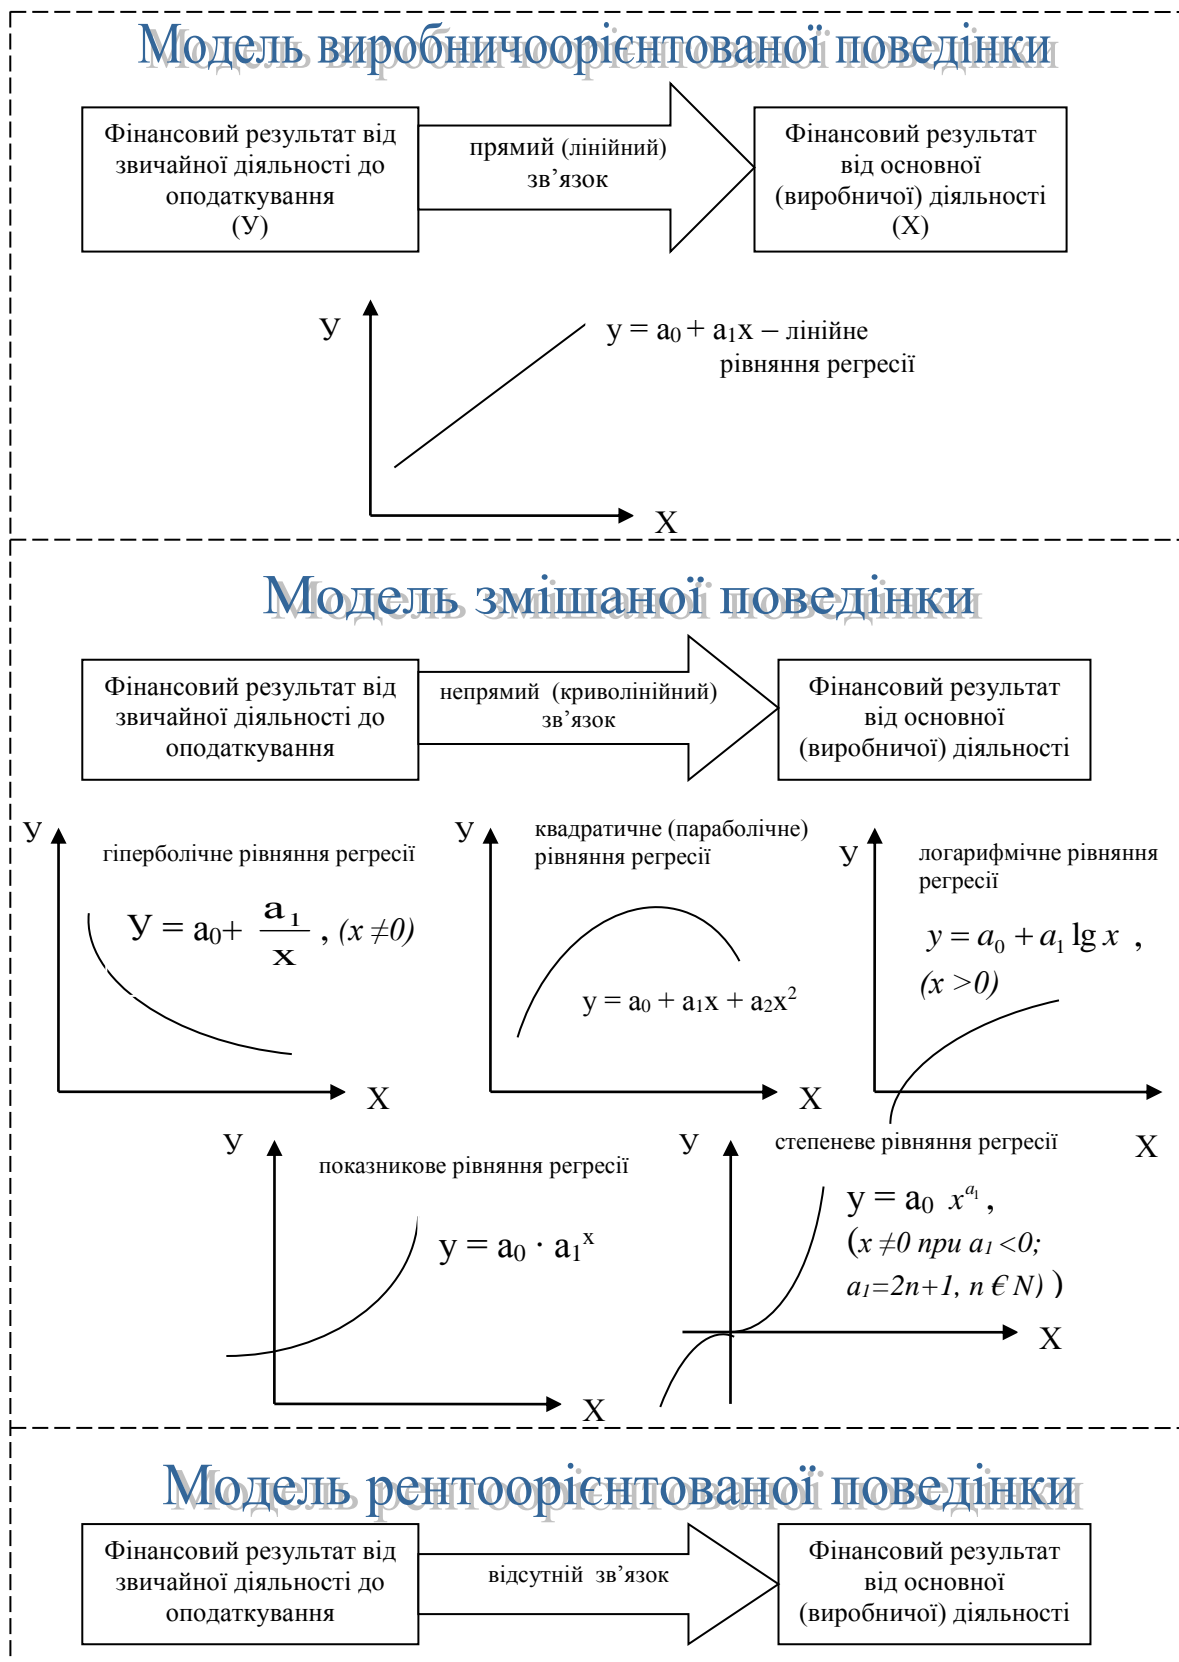 Модель виробничоорієнтованої поведінки
Фінансовий результат від
звичайної діяльності до
оподаткування
(У)
прямий (лінійний)
зв’язок
Фінансовий результат
від основної
(виробничої) діяльності
(Х)
У
y = a₀ + a₁x – лінійне
рівняння регресії
Х
Модель змішаної поведінки
Фінансовий результат від
звичайної діяльності до
оподаткування
непрямий (криволінійний)
зв’язок
Фінансовий результат
від основної
(виробничої) діяльності
У
гіперболічне рівняння регресії
У = a₀+ a₁/x , (x ≠0)
Х
У
квадратичне (параболічне)
рівняння регресії
y = a₀ + a₁x + a₂x²
Х
У
логарифмічне рівняння
регресії
y = a₀ + a₁ lg x ,
(x >0)
Х
У
показникове рівняння регресії
y = a₀ · a₁ˣ
Х
У
степеневе рівняння регресії
y = a₀ x^a₁ ,
(x ≠0 при a₁ <0;
a₁=2n+1, n € N) )
Х
Модель рентоорієнтованої поведінки
Фінансовий результат від
звичайної діяльності до
оподаткування
відсутній зв’язок
Фінансовий результат
від основної
(виробничої) діяльності